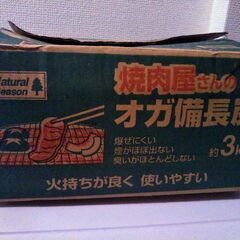 Natural
Season
焼肉屋さんの
オガ備長炭
爆ぜにくい
煙がほぼ出ない
臭いがほとんどしない
約3k
火持ちが良く 使いやすい